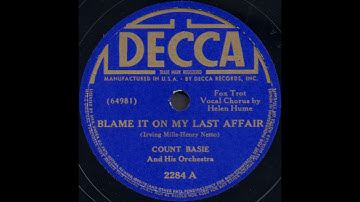 DECCA
TRADE MARK REGISTERED
MANUFACTURED IN U.S.A. BY DECCA RECORDS, INC.
(64981)
Fox Trot
Vocal Chorus by
Helen Hume
BLAME IT ON MY LAST AFFAIR
(Irving Mills-Henry Nemo)
COUNT BASIE
And His Orchestra
2284 A